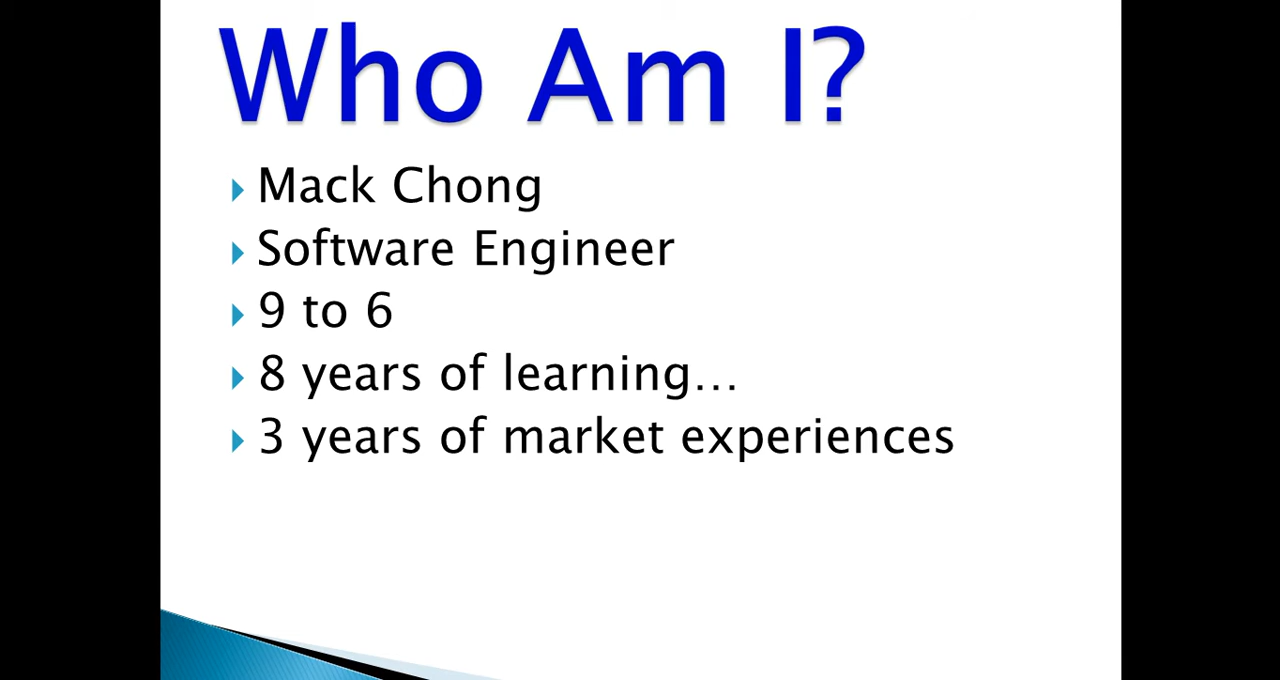 Who Am I?
Mack Chong
Software Engineer
9 to 6
8 years of learning…
3 years of market experiences